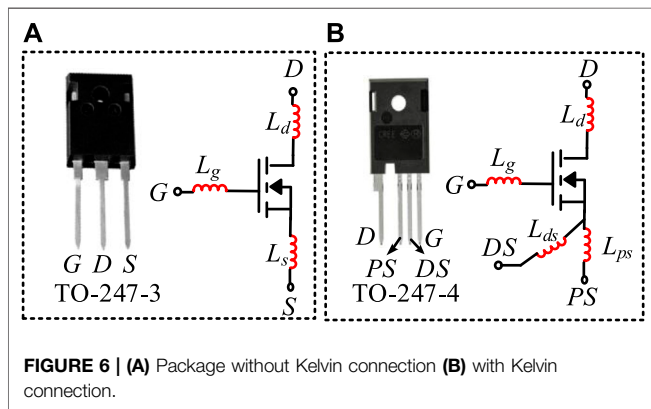 A
D
L_d
L_g
G
L_s
S
G D S
TO-247-3
B
D
L_d
L_g
G
D
G
PS
DS
TO-247-4
DS
L_ds
L_ps
PS
FIGURE 6 | (A) Package without Kelvin connection (B) with Kelvin
connection.